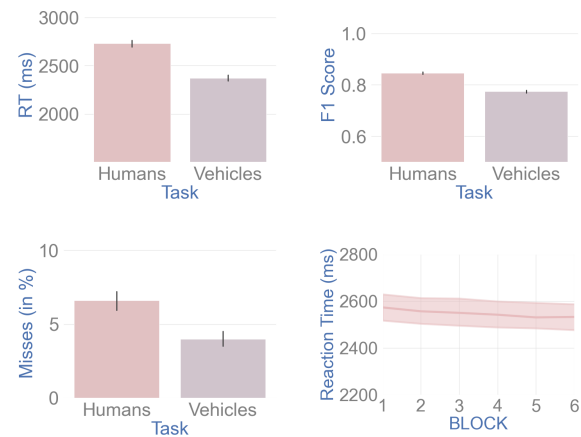 3000
2500
2000
RT (ms)
Humans Vehicles
Task
1.0
0.8
0.6
F1 Score
Humans Vehicles
Task
10
5
0
Misses (in %)
Humans Vehicles
Task
2800
2600
2400
2200
Reaction Time (ms)
1 2 3 4 5 6
BLOCK